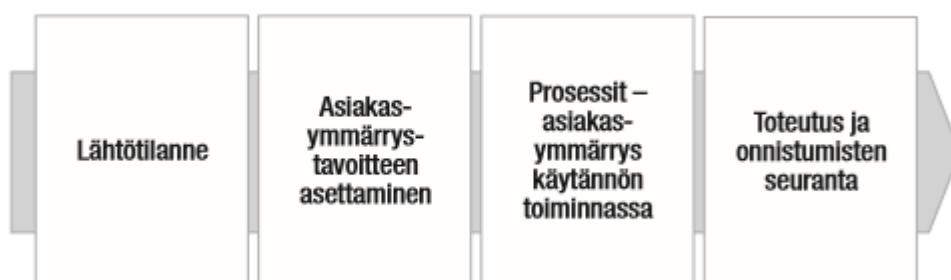 Lähtötilanne
Asiakas-
ymmärrys-
tavoitteen
asettaminen
Prosessit –
asiakas-
ymmärrys
käytännön
toiminnassa
Toteutus ja
onnistumisten
seuranta